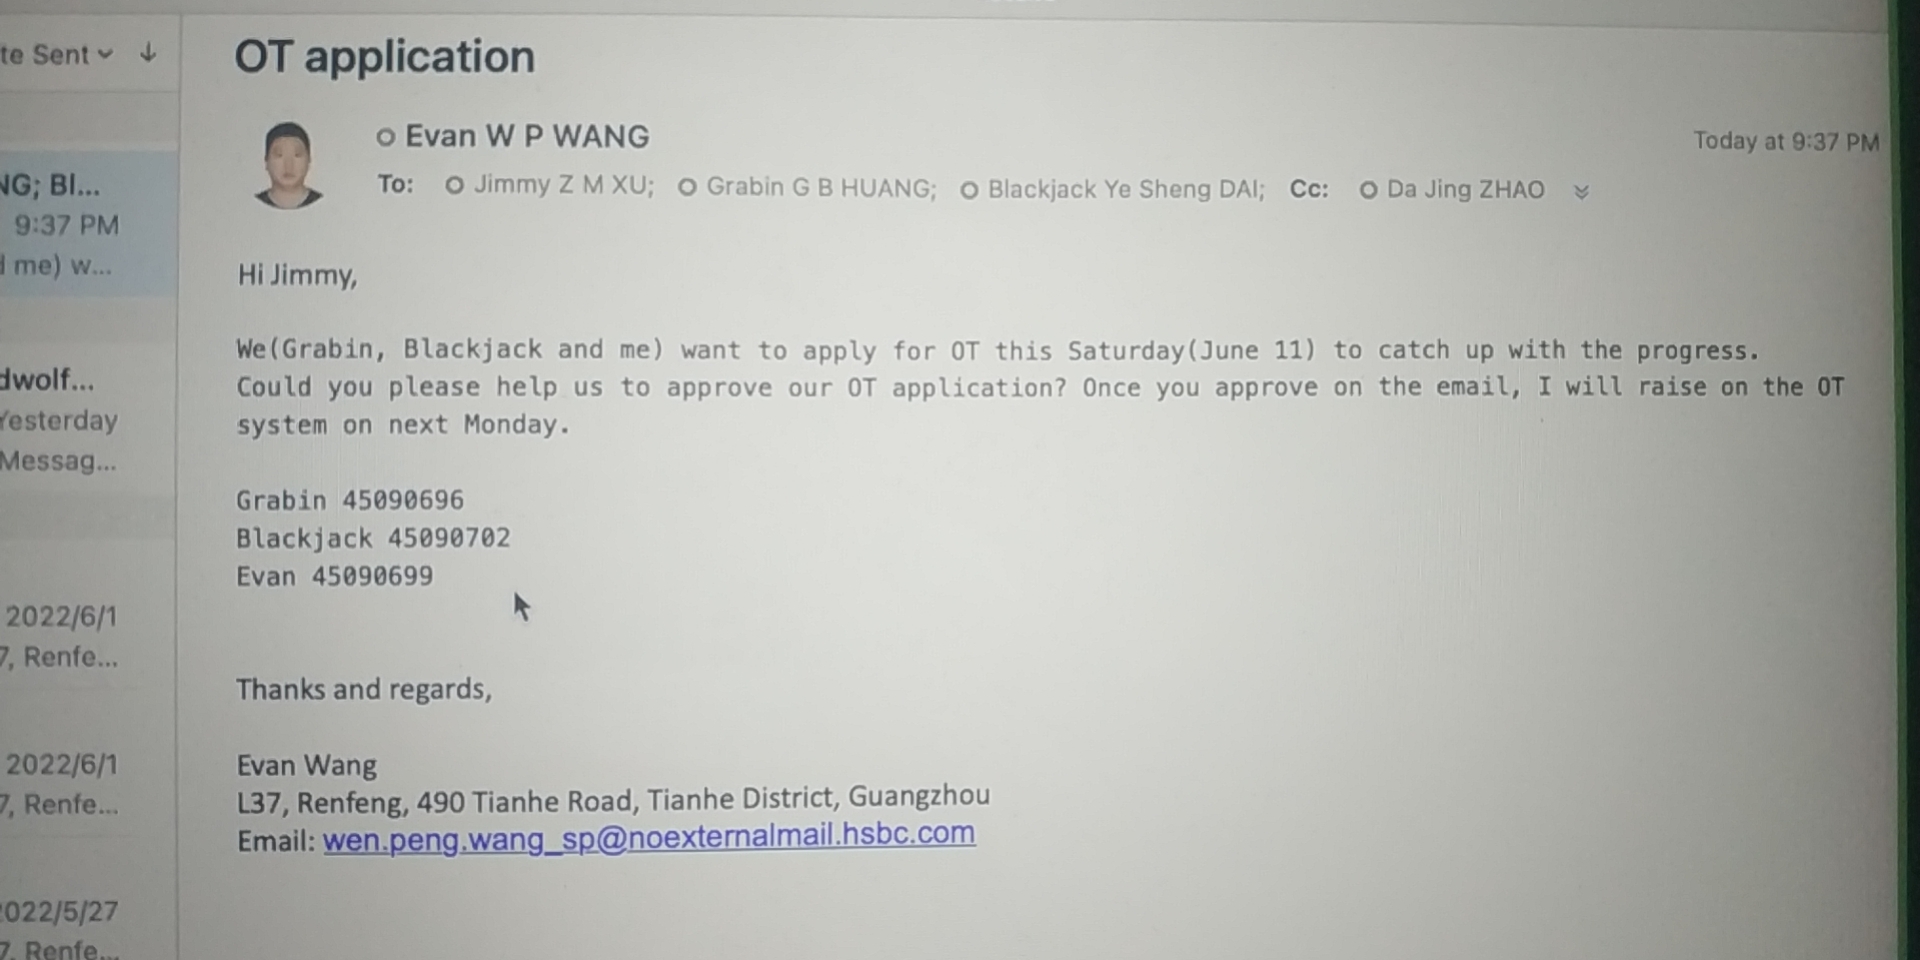 te Sent
OT application
Evan W P WANG
Today at 9:37 PM
To: Jimmy Z M XU; Grabin G B HUANG; Blackjack Ye Sheng DAI; Cc: Da Jing ZHAO
NG; Bl...
9:37 PM
d me) w...
dwolf...
Yesterday
Messag...
2022/6/1
7, Renfe...
2022/6/1
7, Renfe...
2022/5/27
7, Renfe...
Hi Jimmy,
We(Grabin, Blackjack and me) want to apply for OT this Saturday(June 11) to catch up with the progress.
Could you please help us to approve our OT application? Once you approve on the email, I will raise on the OT
system on next Monday.
Grabin 45090696
Blackjack 45090702
Evan 45090699
Thanks and regards,
Evan Wang
L37, Renfeng, 490 Tianhe Road, Tianhe District, Guangzhou
Email: wen.peng.wang_sp@noexternalmail.hsbc.com